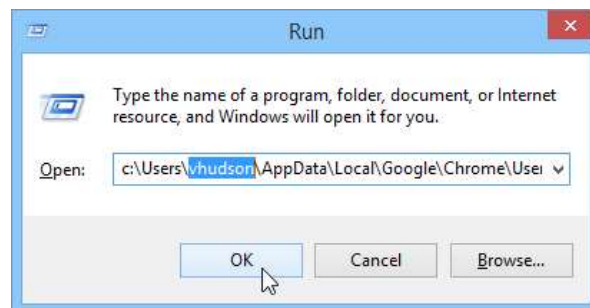 Run
Type the name of a program, folder, document, or Internet
resource, and Windows will open it for you.
Open: c:\Users\vhudson\AppData\Local\Google\Chrome\User
OK Cancel Browse...